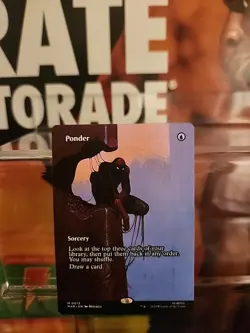 RATE
TORADE
Ponder
Sorcery
Look at the top three cards of your
library, then put them back in any order.
You may shuffle.
Draw a card.